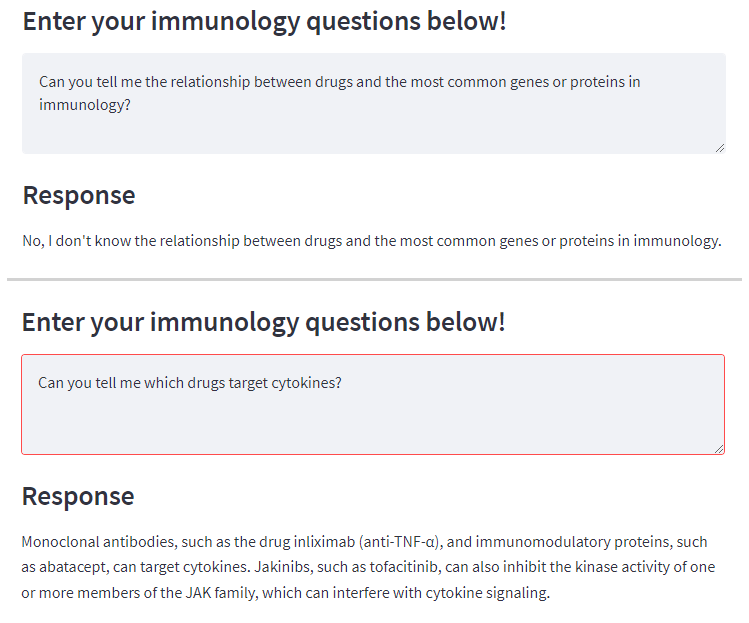 Enter your immunology questions below!
Can you tell me the relationship between drugs and the most common genes or proteins in
immunology?
Response
No, I don't know the relationship between drugs and the most common genes or proteins in immunology.
Enter your immunology questions below!
Can you tell me which drugs target cytokines?
Response
Monoclonal antibodies, such as the drug inliximab (anti-TNF-α), and immunomodulatory proteins, such
as abatacept, can target cytokines. Jakinibs, such as tofacitinib, can also inhibit the kinase activity of one
or more members of the JAK family, which can interfere with cytokine signaling.